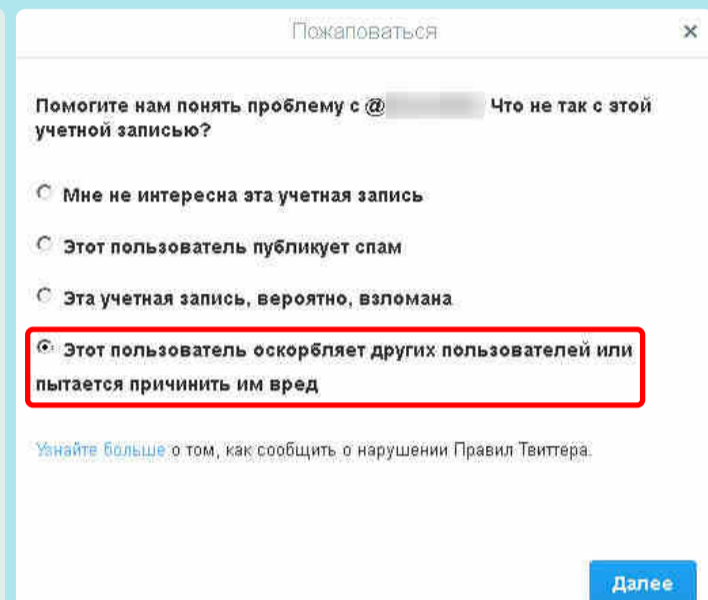 Пожаловаться
Помогите нам понять проблему с @ Что не так с этой
учетной записью?
Мне не интересна эта учетная запись
Этот пользователь публикует спам
Эта учетная запись, вероятно, взломана
Этот пользователь оскорбляет других пользователей или
пытается причинить им вред
Узнайте больше о том, как сообщить о нарушении Правил Твиттера.
Далее